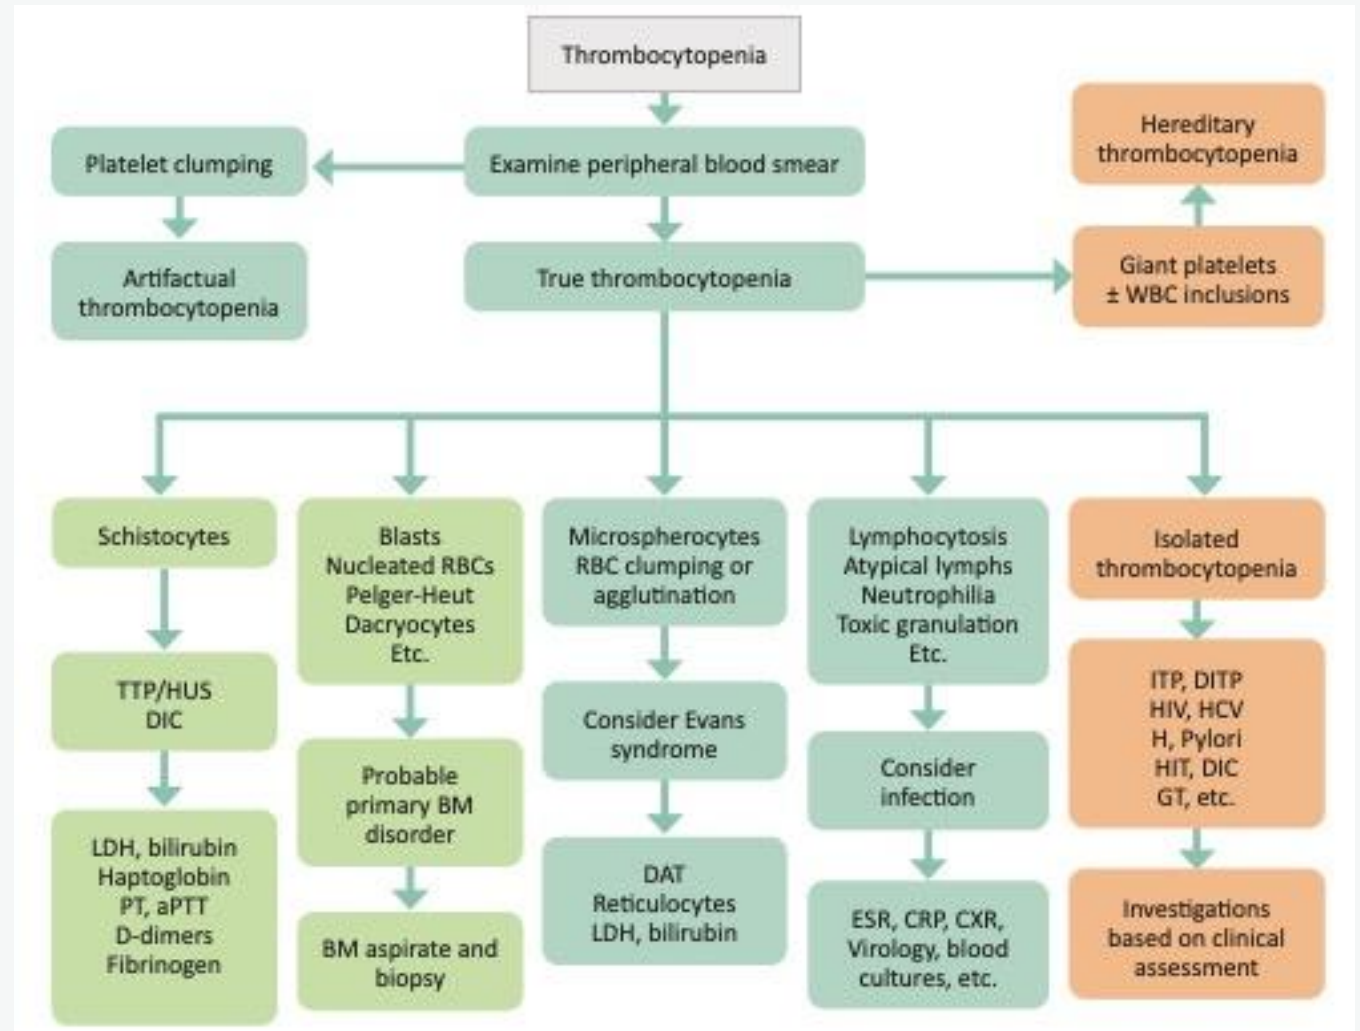 Thrombocytopenia
Platelet clumping
Examine peripheral blood smear
Hereditary
thrombocytopenia
Artifactual
thrombocytopenia
True thrombocytopenia
Giant platelets
± WBC inclusions
Schistocytes
TTP/HUS
DIC
LDH, bilirubin
Haptoglobin
PT, aPTT
D-dimers
Fibrinogen
Blasts
Nucleated RBCs
Pelger-Heut
Dacryocytes
Etc.
Probable
primary BM
disorder
BM aspirate and
biopsy
Microspherocytes
RBC clumping or
agglutination
Consider Evans
syndrome
DAT
Reticulocytes
LDH, bilirubin
Lymphocytosis
Atypical lymphs
Neutrophilia
Toxic granulation
Etc.
Consider
infection
ESR, CRP, CXR,
Virology, blood
cultures, etc.
Isolated
thrombocytopenia
ITP, DITP
HIV, HCV
H, Pylori
HIT, DIC
GT, etc.
Investigations
based on clinical
assessment